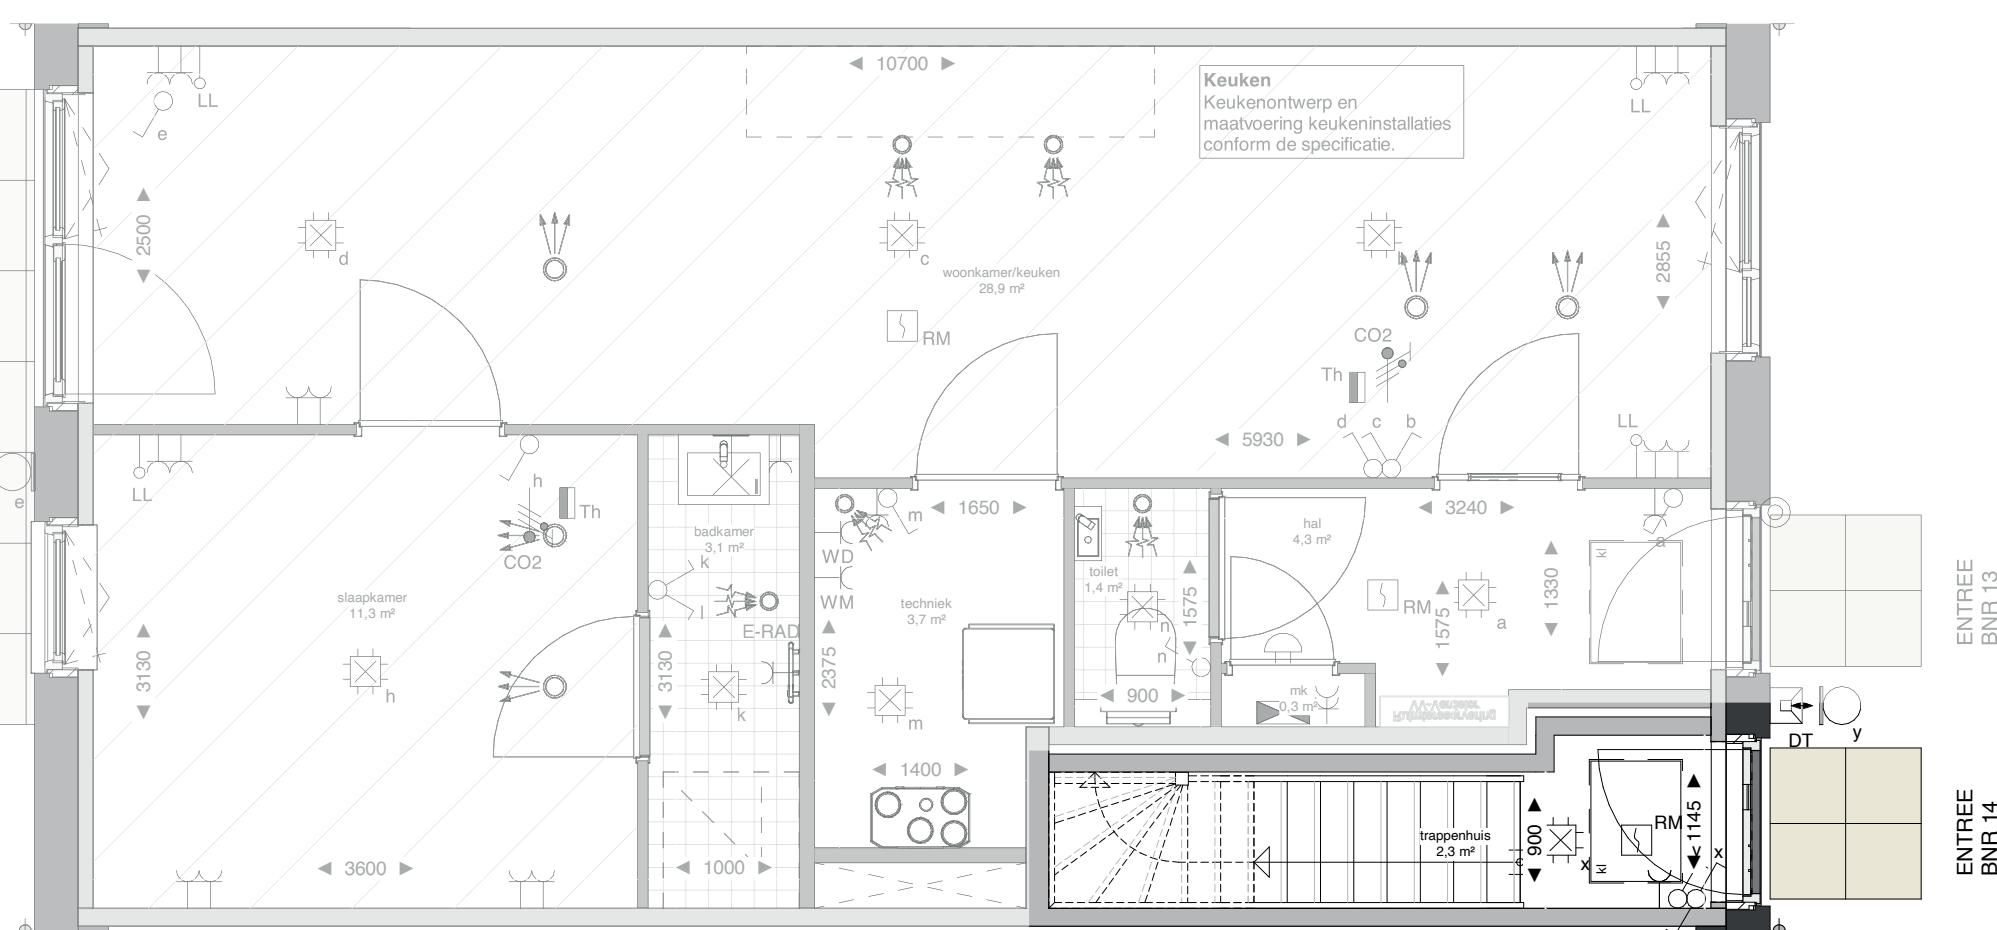 10700
Keuken
Keukenontwerp en
maatvoering keukeninstallaties
conform de specificatie.
LL
LL
e
2500
d
c
woonkamer/keuken
28,9 m²
2855
RM
CO2
Th
d c b
5930
LL
LL
h
Th
CO2
e
badkamer
3,1 m²
k
l
E-RAD
m
1650
WD
WM
techniek
3,7 m²
toilet
1,4 m²
1575
n
n
900
hal
4,3 m²
3240
a
kl
1330
RM
1575
a
mk
0,3 m²
ENTREE
BNR 13
slaapkamer
11,3 m²
3130
h
3130
k
2375
m
1400
3600
1000
DT
y
trappenhuis
2,3 m²
900
x
kl
RM
1145
y
x
ENTREE
BNR 14